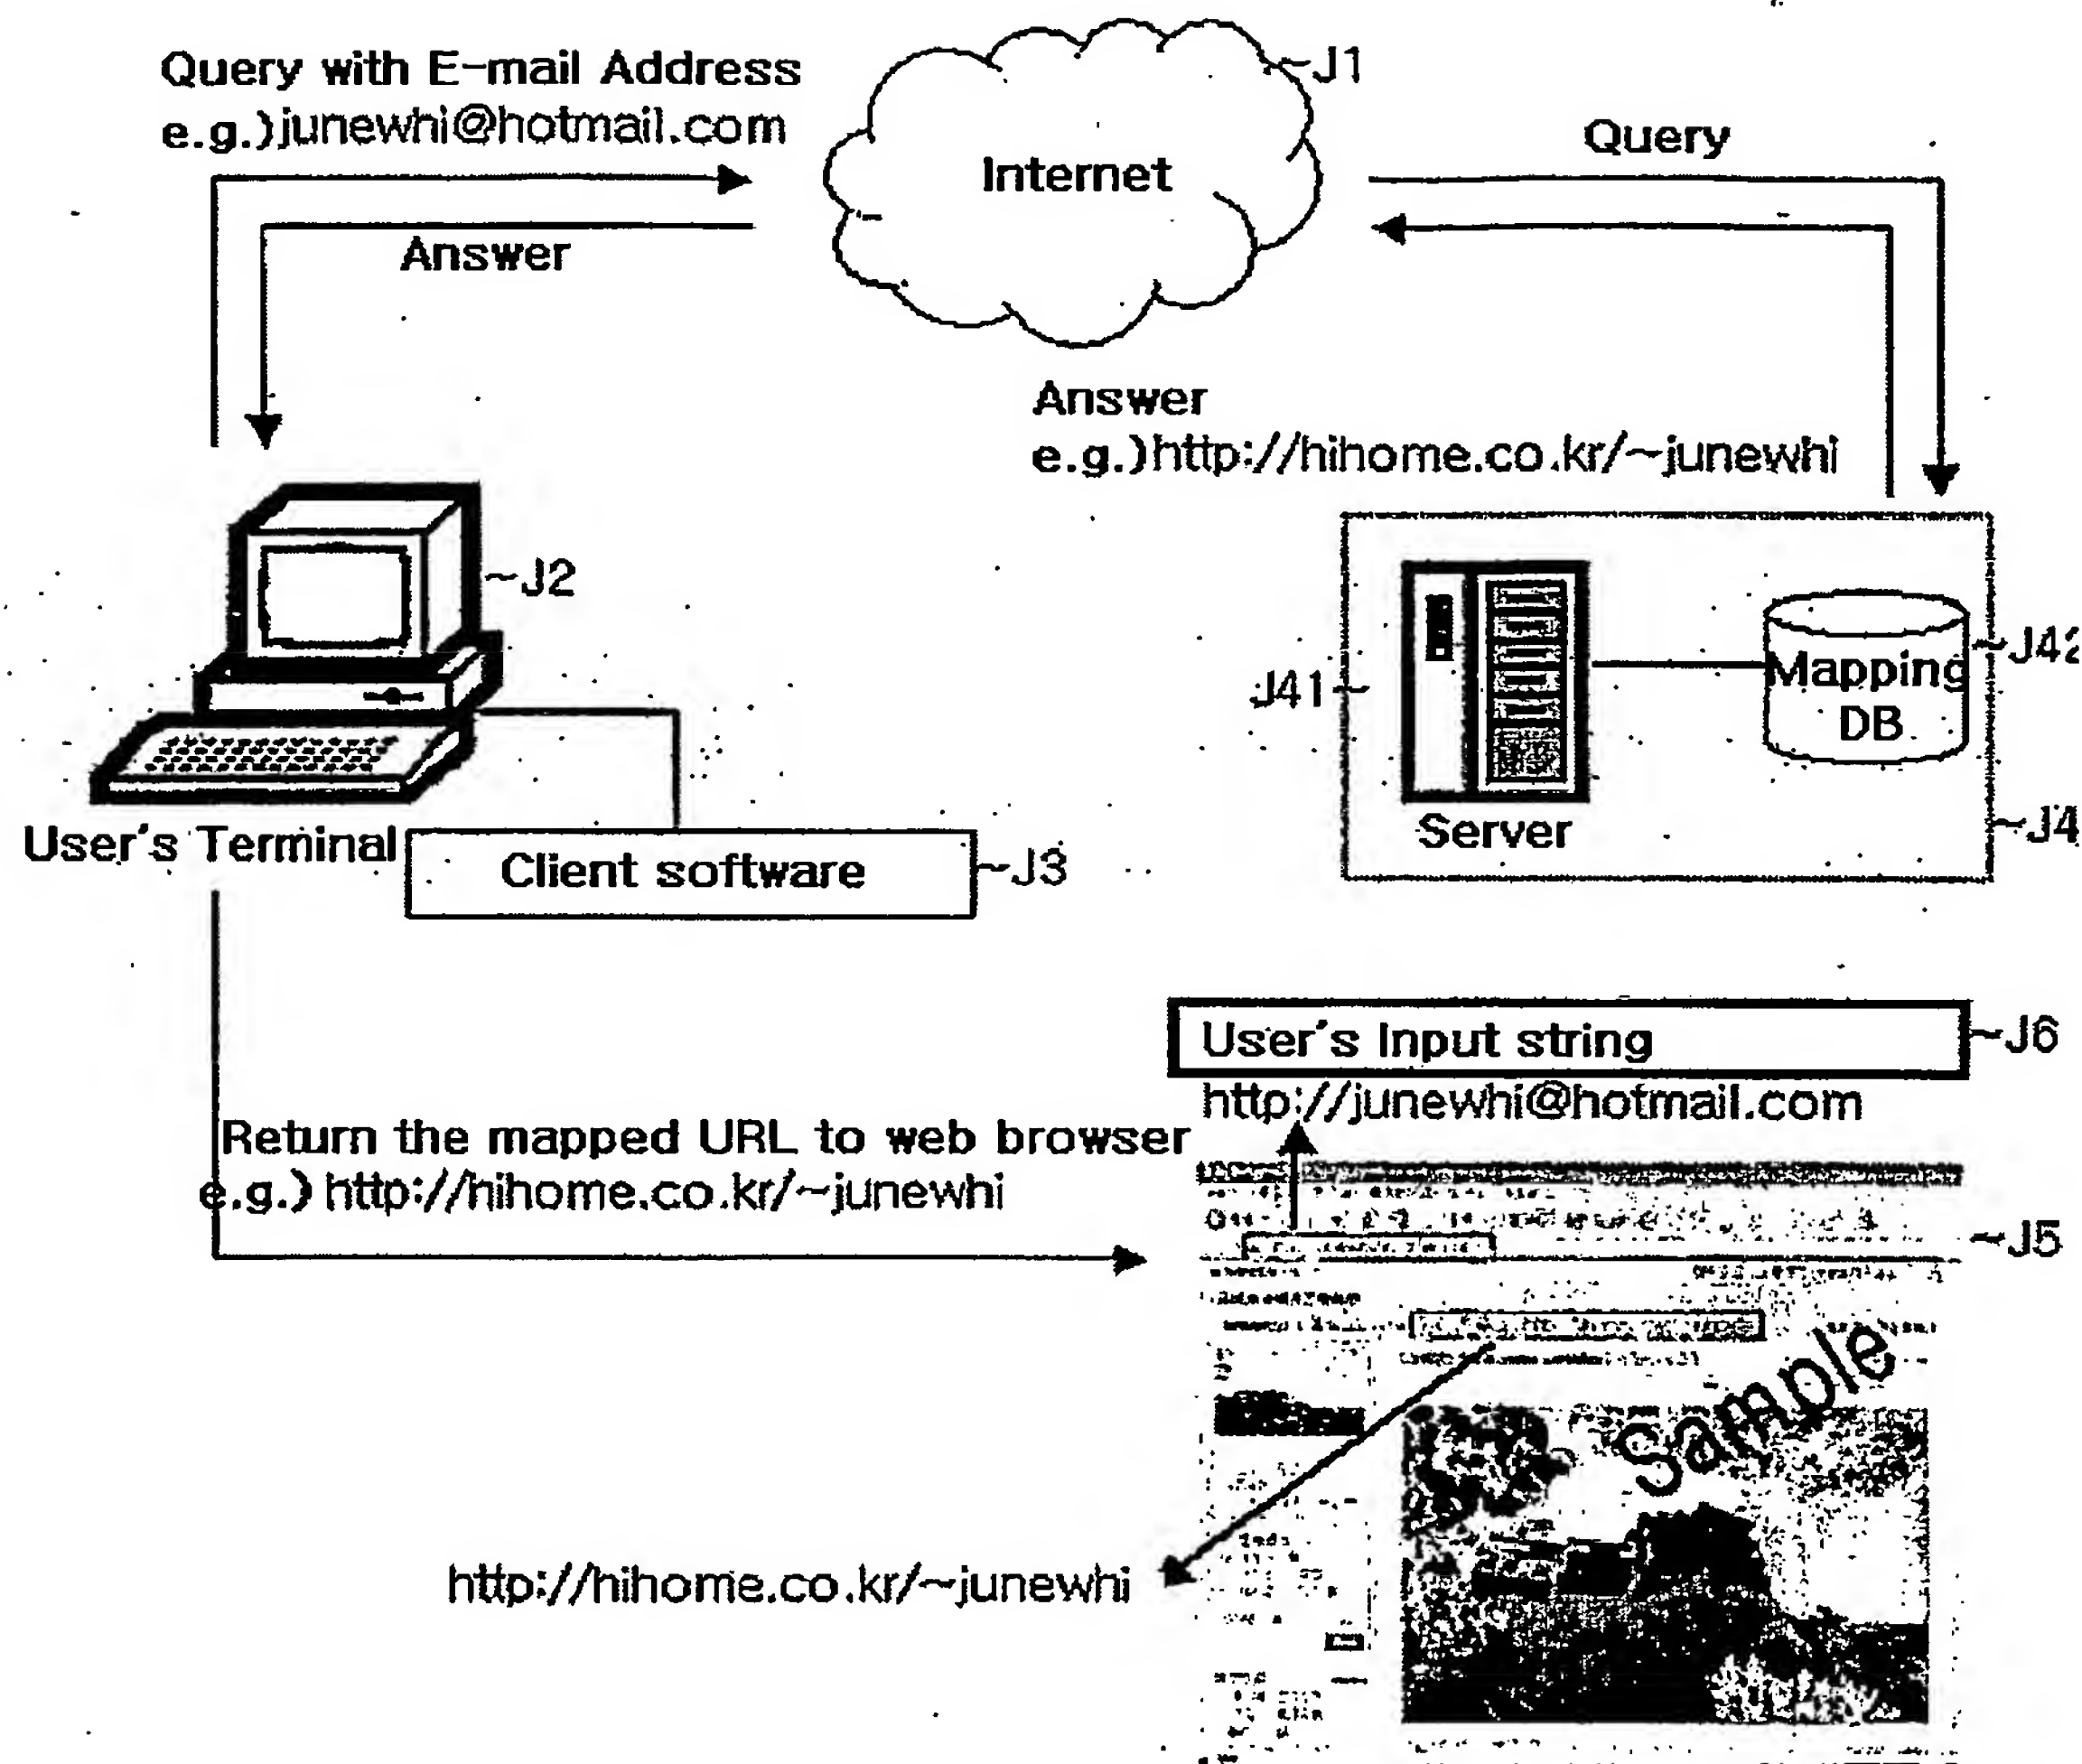 Query with E-mail Address
e.g.)junewhi@hotmail.com
Answer
Internet
~J1
Query
Answer
e.g.)http://hihome.co.kr/~junewhi
~J2
User's Terminal
Client software
~J3
J41~
Server
Mapping
DB
~J42
~J4
User's Input string
~J6
http://junewhi@hotmail.com
Return the mapped URL to web browser
e.g.) http://hihome.co.kr/~junewhi
~J5
Sample
http://hihome.co.kr/~junewhi